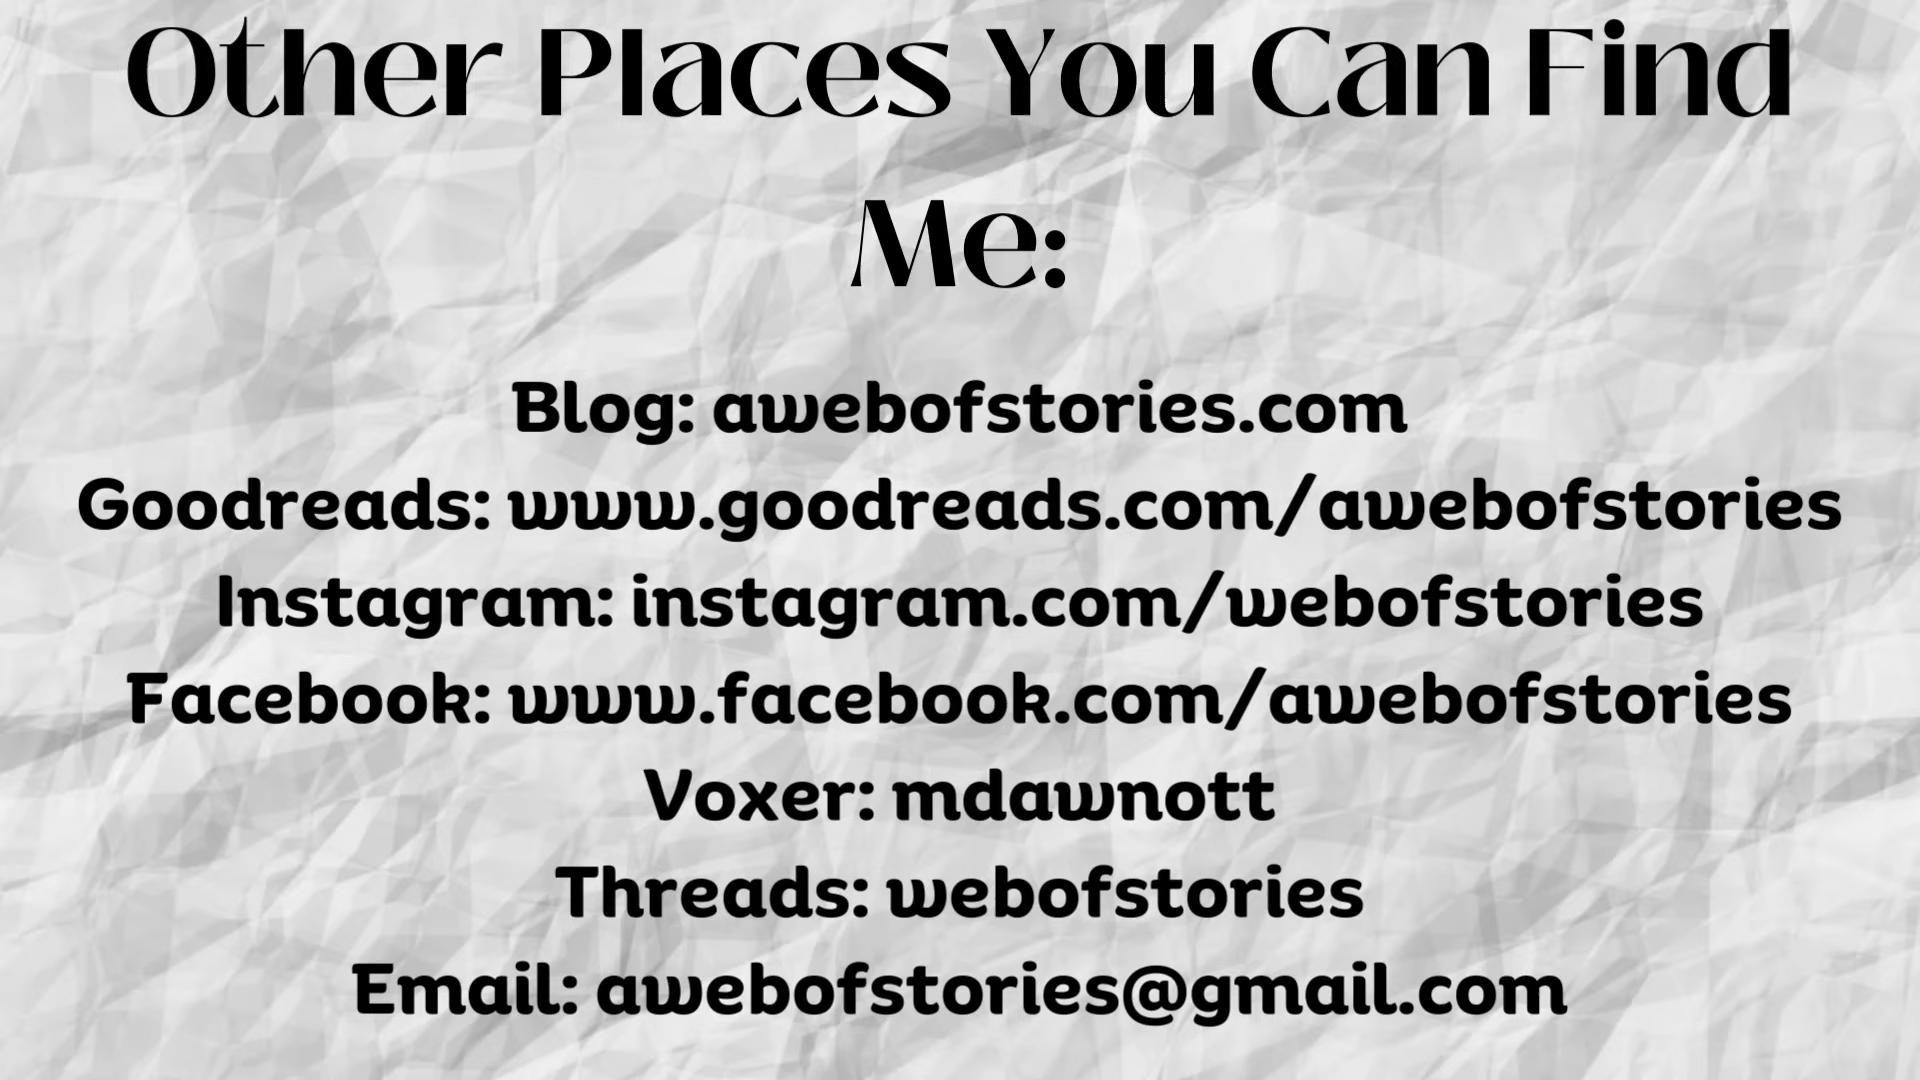 Other Places You Can Find
Me:
Blog: awebofstories.com
Goodreads: www.goodreads.com/awebofstories
Instagram: instagram.com/webofstories
Facebook: www.facebook.com/awebofstories
Voxer: mdawnott
Threads: webofstories
Email: awebofstories@gmail.com